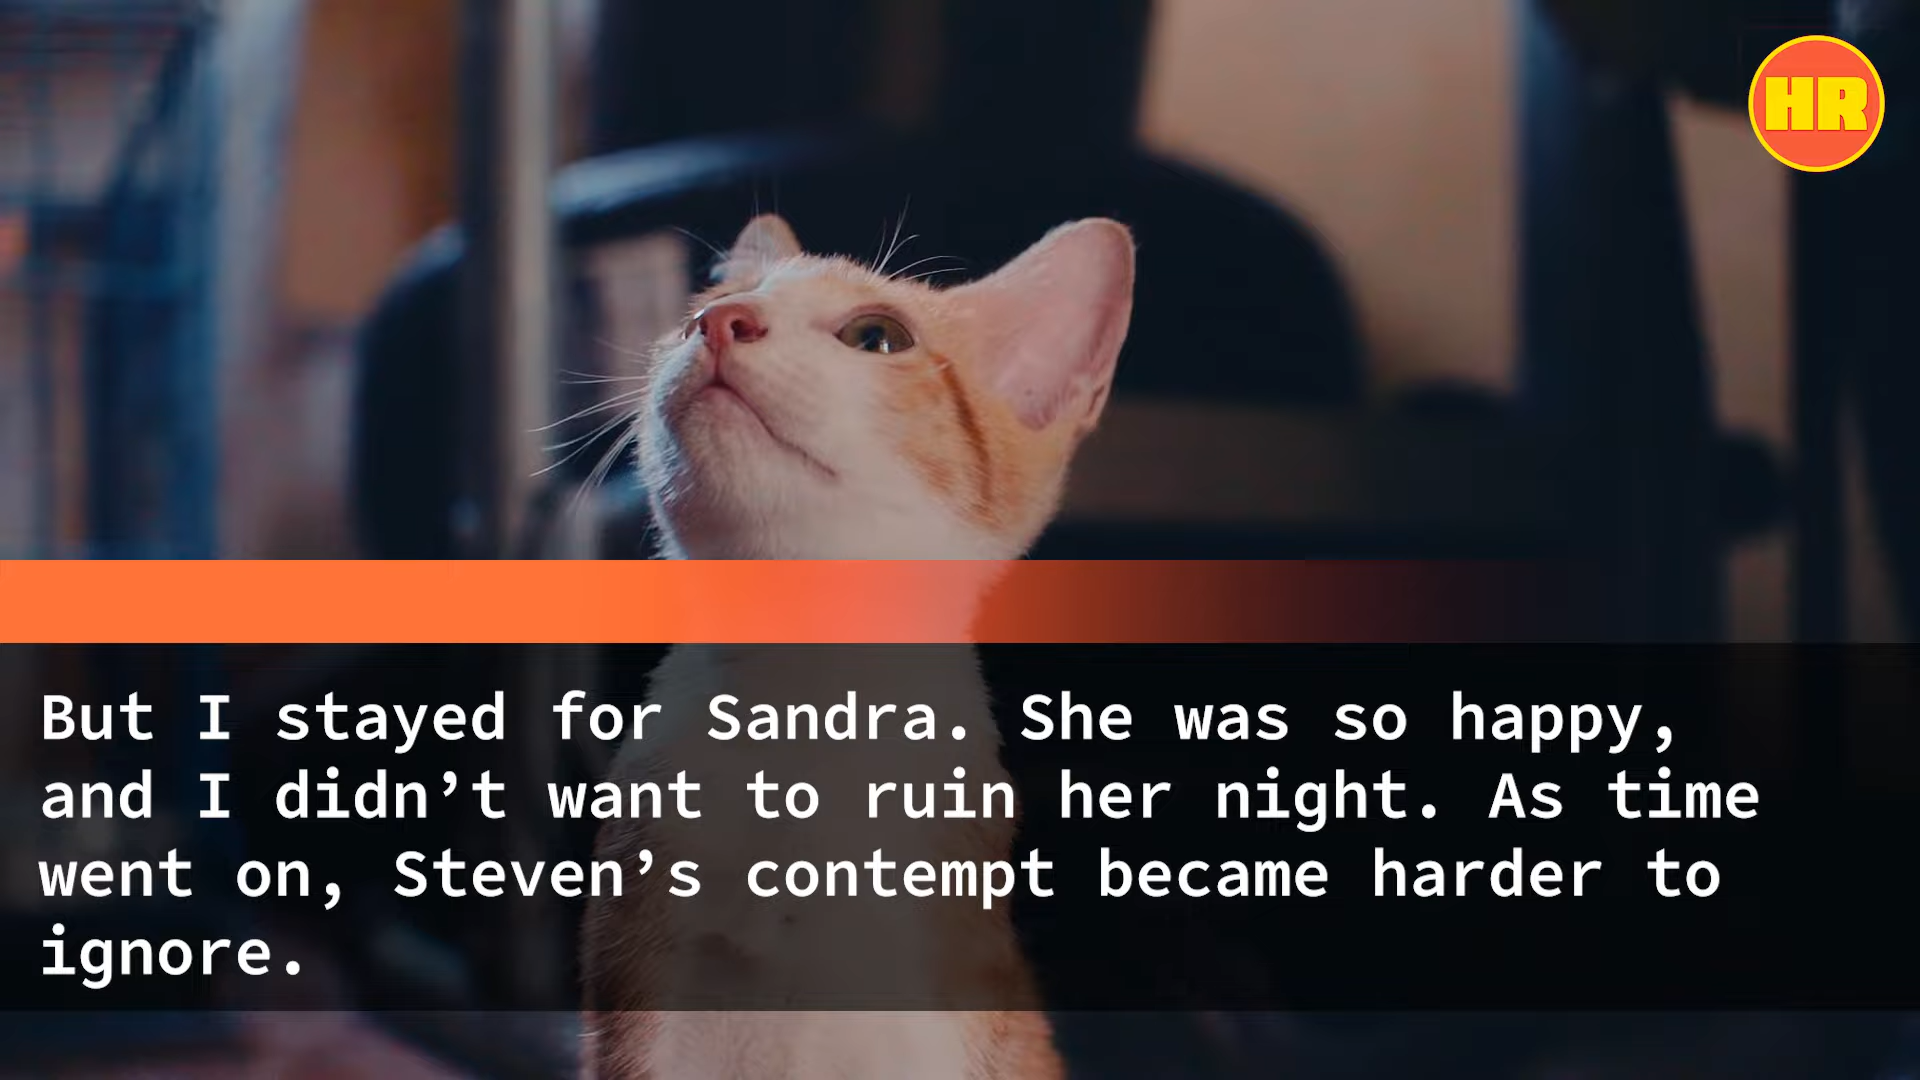 HR
But I stayed for Sandra. She was so happy,
and I didn’t want to ruin her night. As time
went on, Steven’s contempt became harder to
ignore.